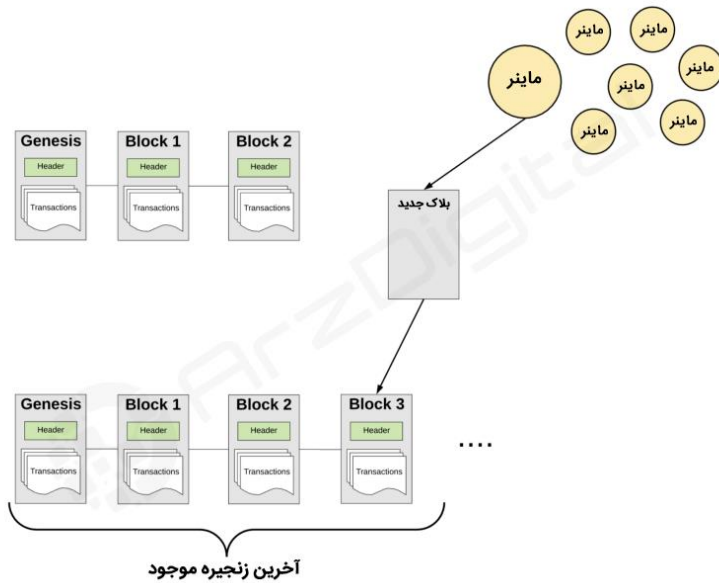 ماینر
ماینر
ماینر
ماینر
ماینر
ماینر
ماینر
Genesis
Header
Transactions
Block 1
Header
Transactions
Block 2
Header
Transactions
بلاک جدید
Genesis
Header
Transactions
Block 1
Header
Transactions
Block 2
Header
Transactions
Block 3
Header
Transactions
....
آخرین زنجیره موجود
ArzDigital